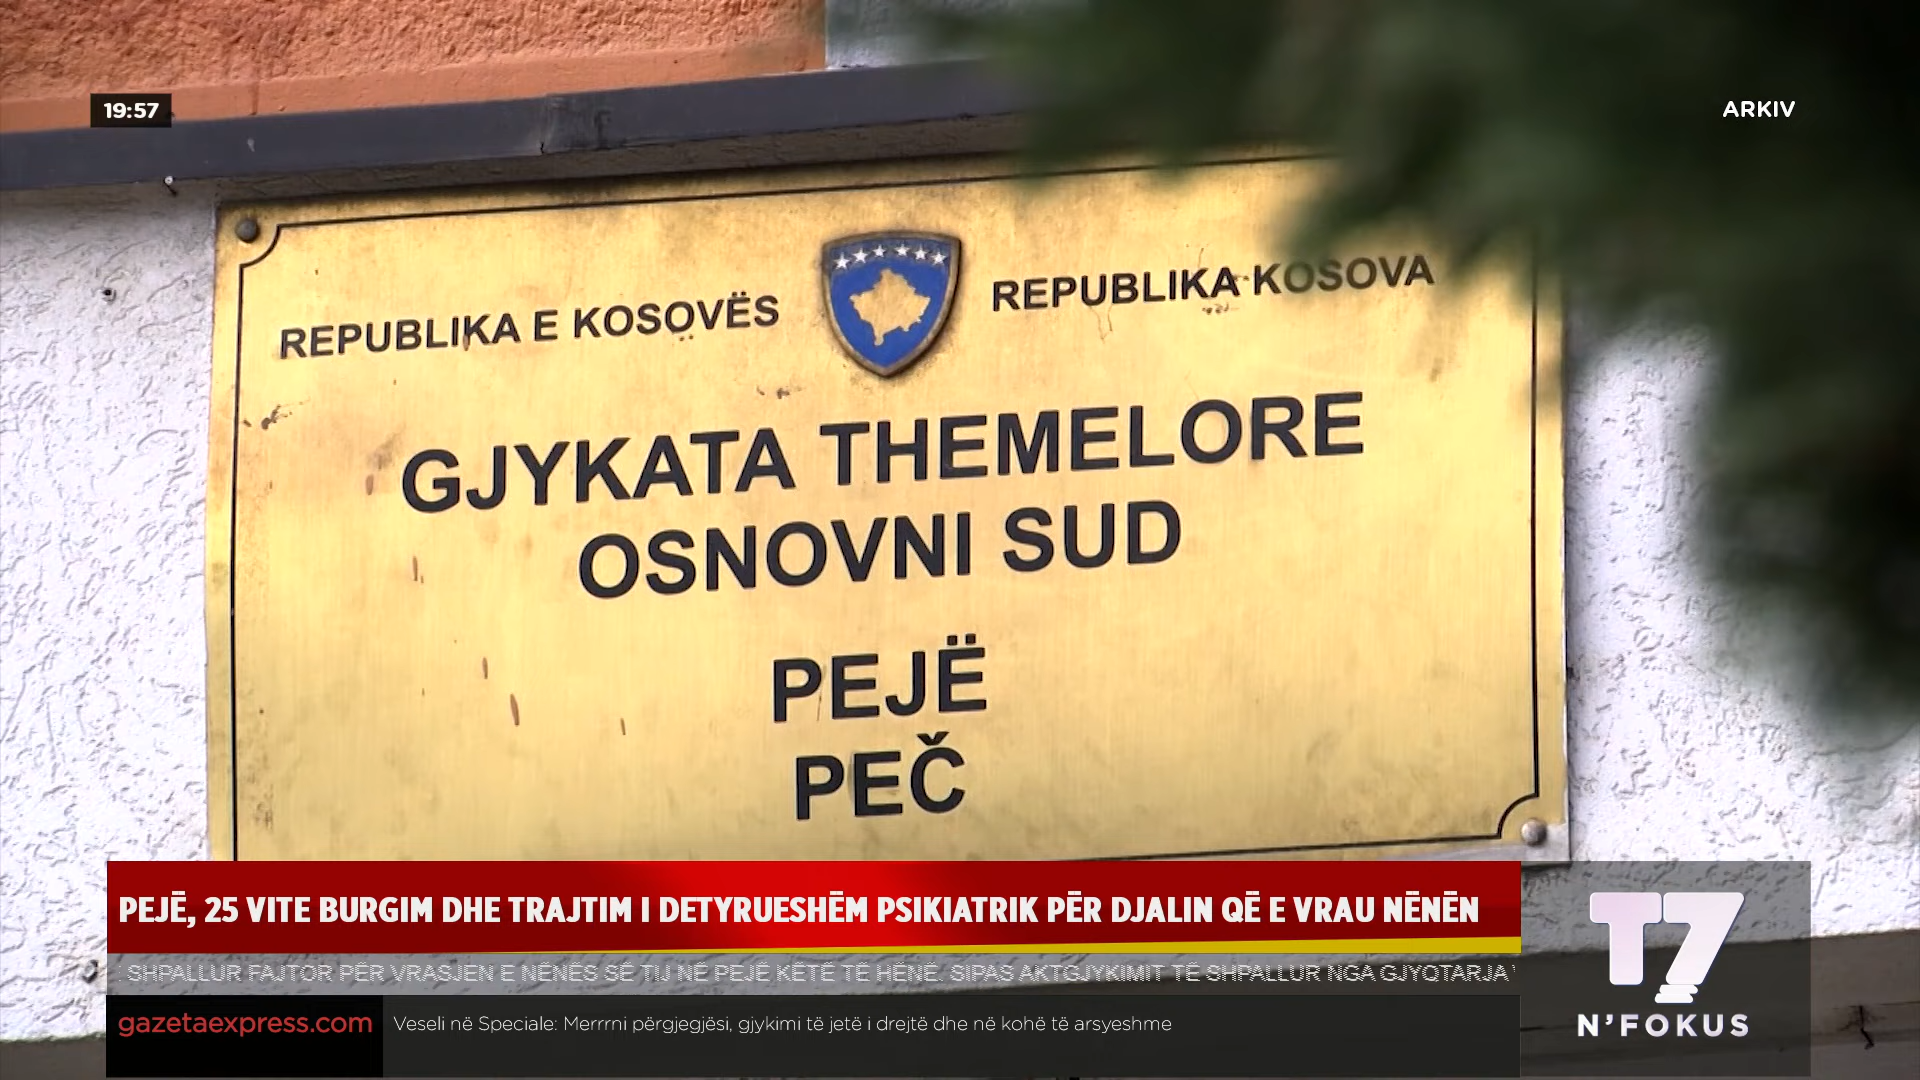 19:57
ARKIV
REPUBLIKA E KOSOVËS
REPUBLIKA KOSOVA
GJYKATA THEMELORE
OSNOVNI SUD
PEJË
PEČ
PEJË, 25 VITE BURGIM DHE TRAJTIM I DETYRUESHËM PSIKIATRIK PËR DJALIN QË E VRAU NËNËN
SHPALLUR FAJTOR PËR VRASJEN E NËNËS SË TIJ NË PEJË KËTË TË HËNË. SIPAS AKTGJYKIMIT TË SHPALLUR NGA GJYQTARJA
gazetaexpress.com
Veseli në Speciale: Merrrni përgjegjësi, gjykimi të jetë i drejtë dhe në kohë të arsyeshme
T7
N'FOKUS